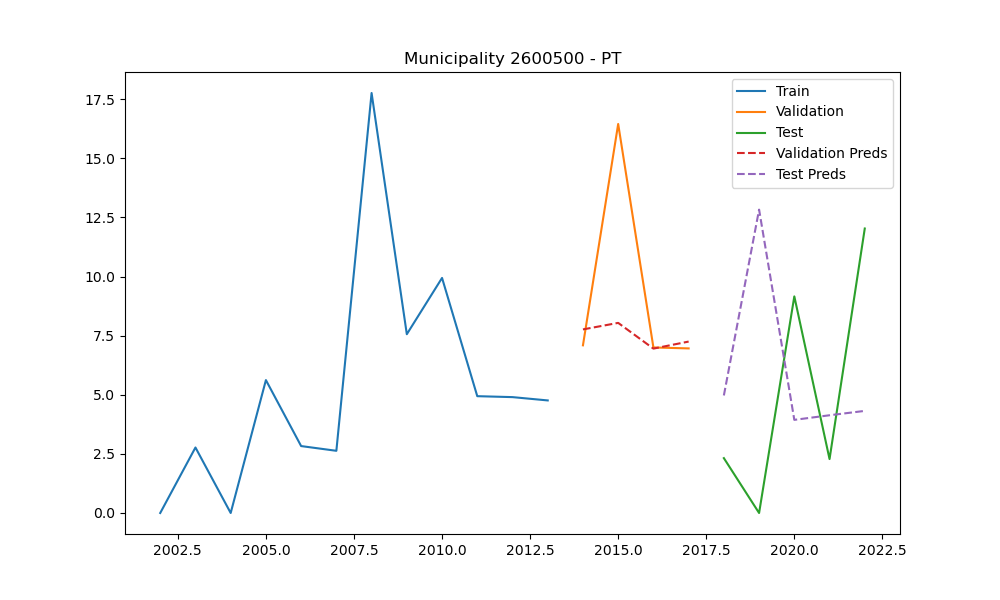 Municipality 2600500 - PT
17.5
15.0
12.5
10.0
7.5
5.0
2.5
0.0
Train
Validation
Test
Validation Preds
Test Preds
2002.5 2005.0 2007.5 2010.0 2012.5 2015.0 2017.5 2020.0 2022.5